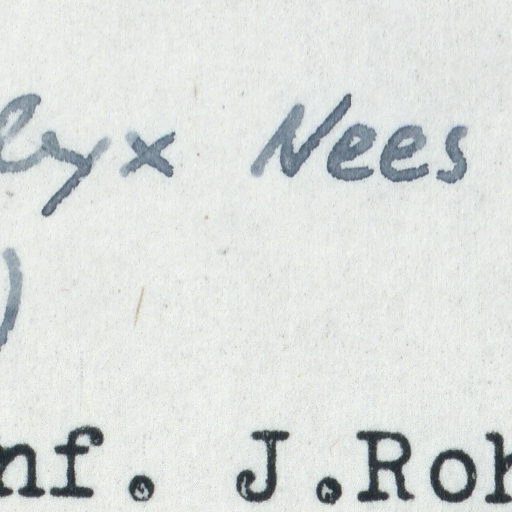 lyx Nees
)
nf. J.Roh